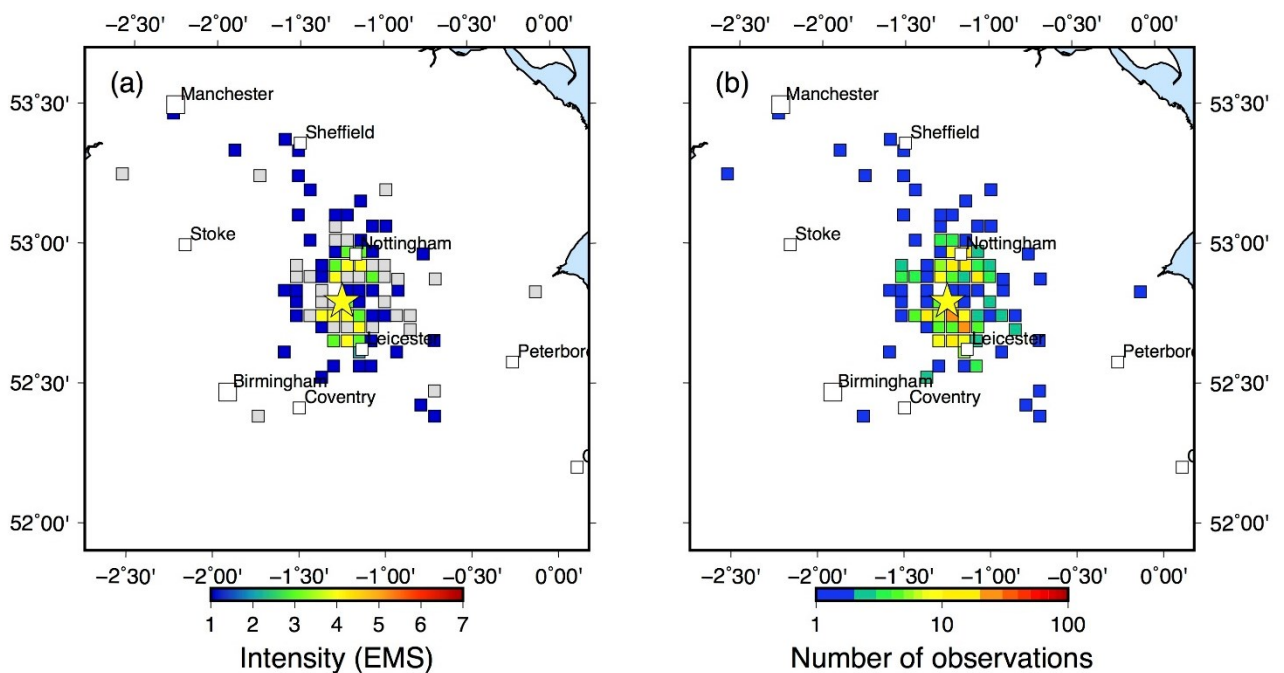 −2˚30' −2˚00' −1˚30' −1˚00' −0˚30' 0˚00'
(a)
Manchester
Sheffield
Stoke
Nottingham
Leicester
Peterborc
Birmingham
Coventry
53˚30'
53˚00'
52˚30'
52˚00'
−2˚30' −2˚00' −1˚30' −1˚00' −0˚30' 0˚00'
1 2 3 4 5 6 7
Intensity (EMS)
−2˚30' −2˚00' −1˚30' −1˚00' −0˚30' 0˚00'
(b)
Manchester
Sheffield
Stoke
Nottingham
Leicester
Peterborc
Birmingham
Coventry
53˚30'
53˚00'
52˚30'
52˚00'
−2˚30' −2˚00' −1˚30' −1˚00' −0˚30' 0˚00'
1 10 100
Number of observations